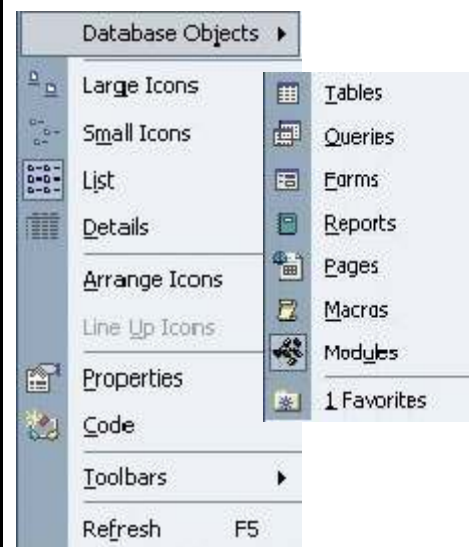 Database Objects
Large Icons
Small Icons
List
Details
Arrange Icons
Line Up Icons
Properties
Code
Toolbars
Refresh F5
Tables
Queries
Forms
Reports
Pages
Macros
Modules
1 Favorites